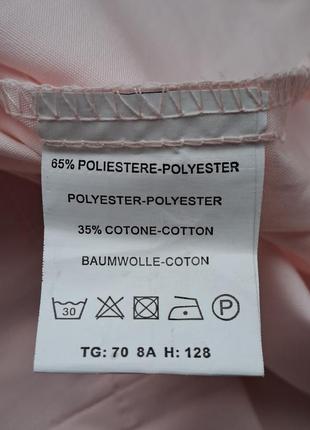 65% POLIESTERE-POLYESTER
POLYESTER-POLYESTER
35% COTONE-COTTON
BAUMWOLLE-COTON
30 P
TG: 70 8A H: 128